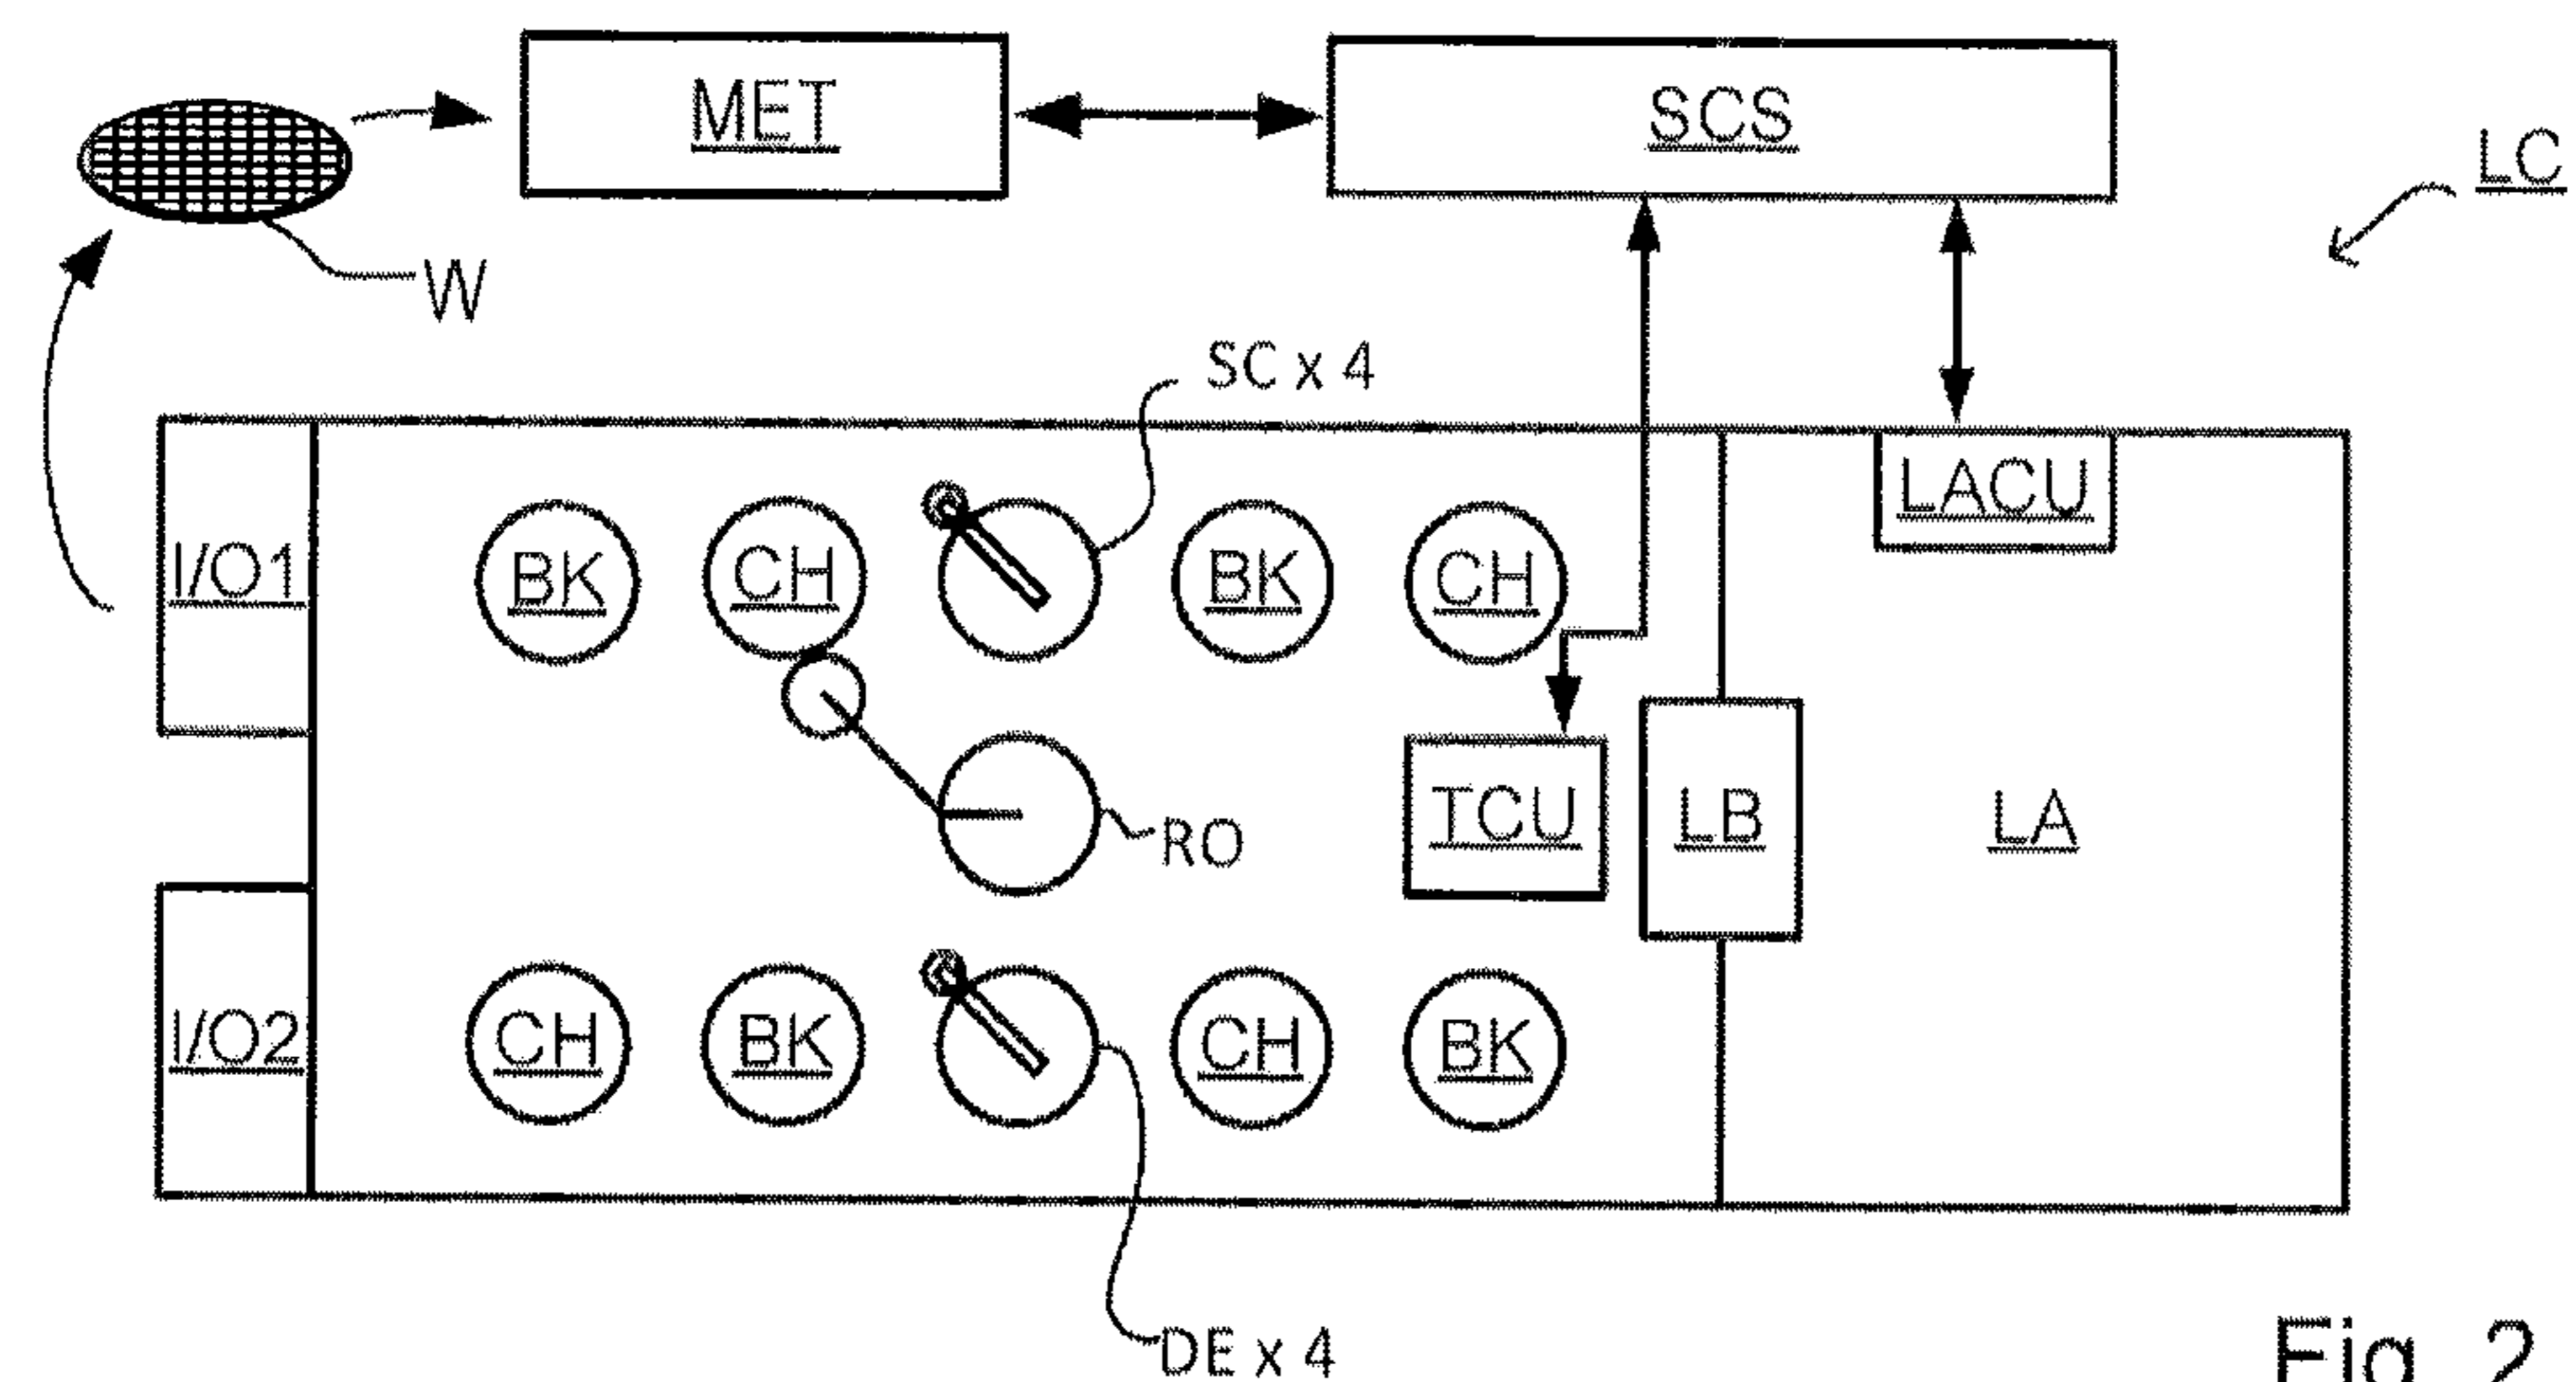 MET
SCS
LC
W
SC x 4
LACU
I/O1
BK
CH
BK
CH
RO
TCU
LB
LA
I/O2
CH
BK
CH
BK
DE x 4
Fig. 2